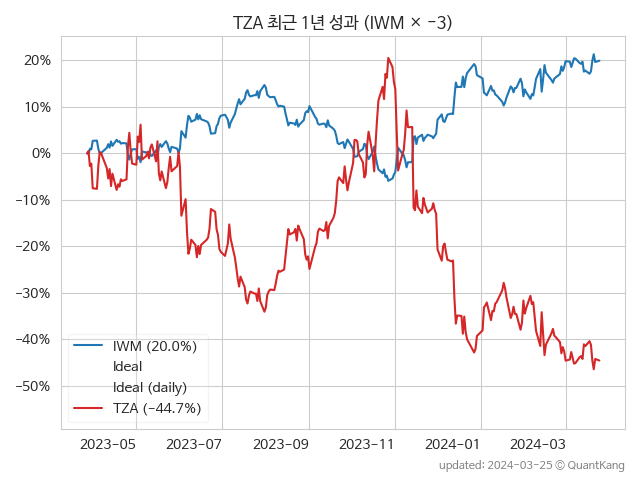 TZA 최근 1년 성과 (IWM × −3)
20%
10%
0%
−10%
−20%
−30%
−40%
−50%
IWM (20.0%)
Ideal
Ideal (daily)
TZA (−44.7%)
2023−05
2023−07
2023−09
2023−11
2024−01
2024−03
updated: 2024−03−25 © QuantKang